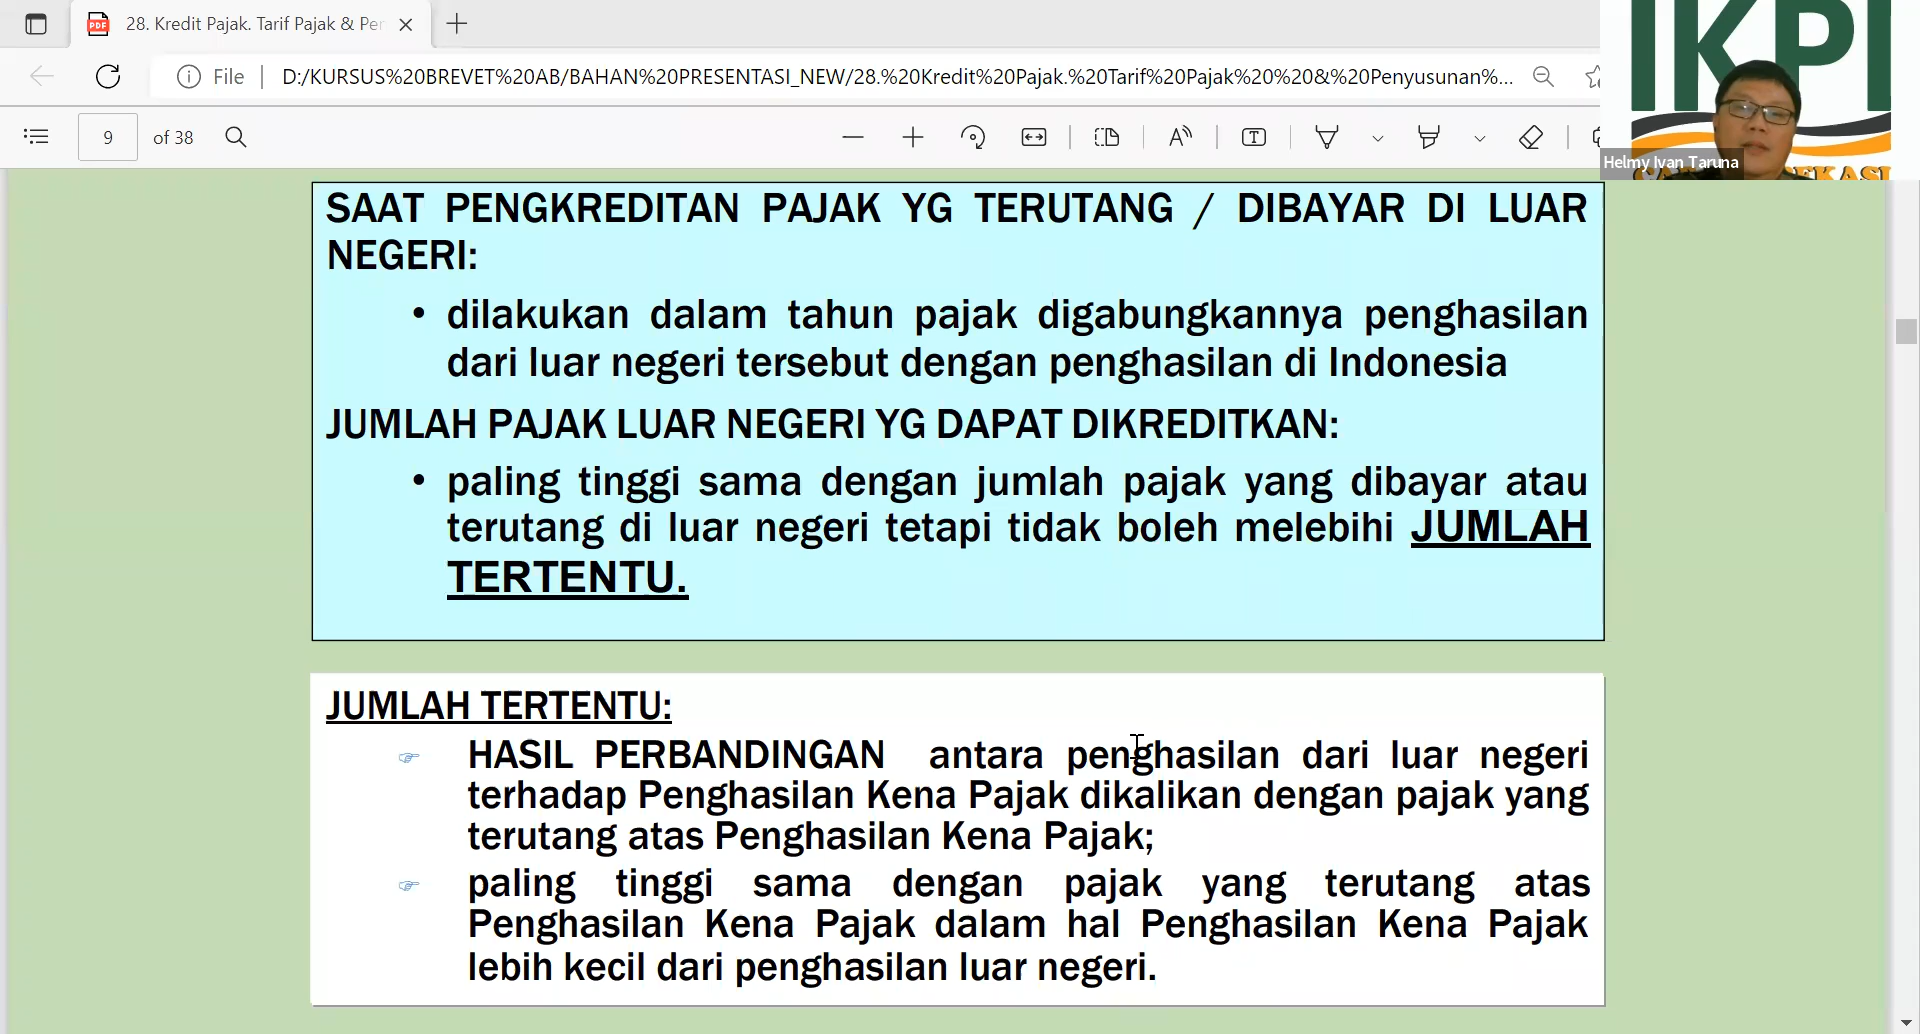 28. Kredit Pajak. Tarif Pajak & Per
File
D:/KURSUS%20BREVET%20AB/BAHAN%20PRESENTASI_NEW/28.%20Kredit%20Pajak.%20Tarif%20Pajak%20%20&%20Penyusunan%...
9 of 38
IKPI
Helmy Ivan Taruna
SAAT PENGKREDITAN PAJAK YG TERUTANG / DIBAYAR DI LUAR
NEGERI:
• dilakukan dalam tahun pajak digabungkannya penghasilan
dari luar negeri tersebut dengan penghasilan di Indonesia
JUMLAH PAJAK LUAR NEGERI YG DAPAT DIKREDITKAN:
• paling tinggi sama dengan jumlah pajak yang dibayar atau
terutang di luar negeri tetapi tidak boleh melebihi JUMLAH
TERTENTU.
JUMLAH TERTENTU:
☞ HASIL PERBANDINGAN antara penghasilan dari luar negeri
terhadap Penghasilan Kena Pajak dikalikan dengan pajak yang
terutang atas Penghasilan Kena Pajak;
☞ paling tinggi sama dengan pajak yang terutang atas
Penghasilan Kena Pajak dalam hal Penghasilan Kena Pajak
lebih kecil dari penghasilan luar negeri.